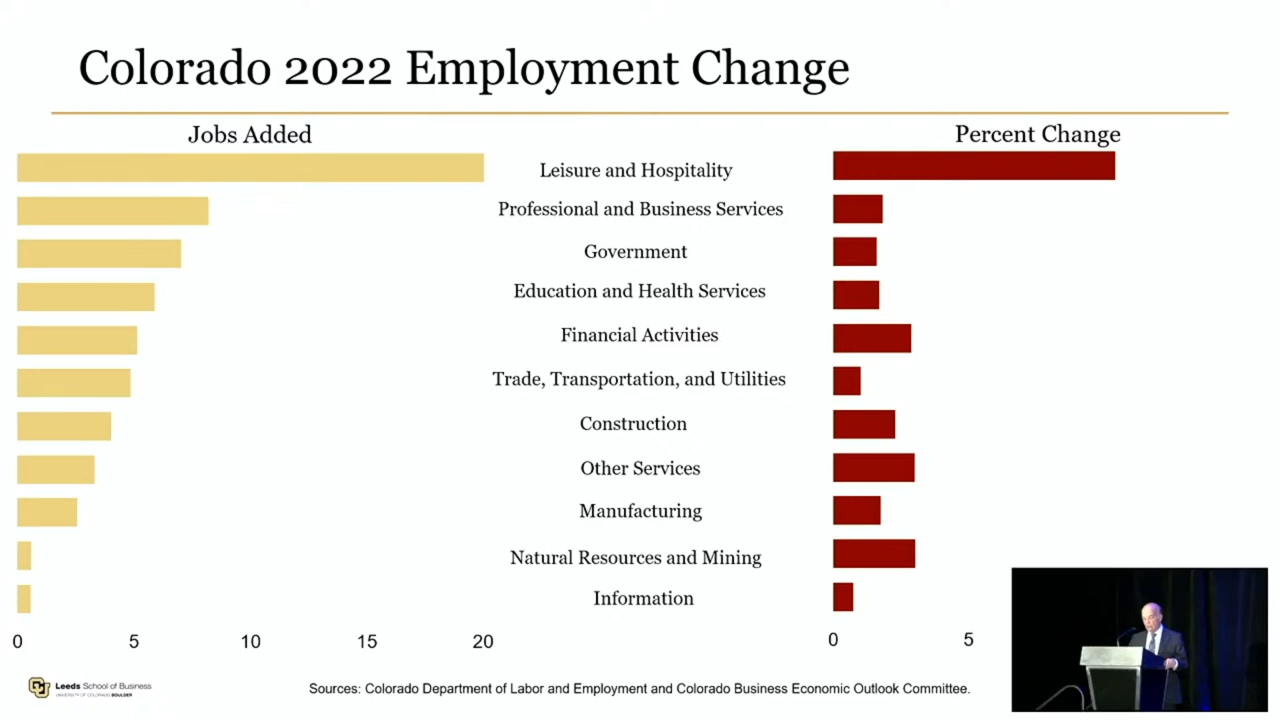 Colorado 2022 Employment Change
Jobs Added
Percent Change
Leisure and Hospitality
Professional and Business Services
Government
Education and Health Services
Financial Activities
Trade, Transportation, and Utilities
Construction
Other Services
Manufacturing
Natural Resources and Mining
Information
0 5 10 15 20
0 5
CU
Leeds School of Business
UNIVERSITY OF COLORADO BOULDER
Sources: Colorado Department of Labor and Employment and Colorado Business Economic Outlook Committee.